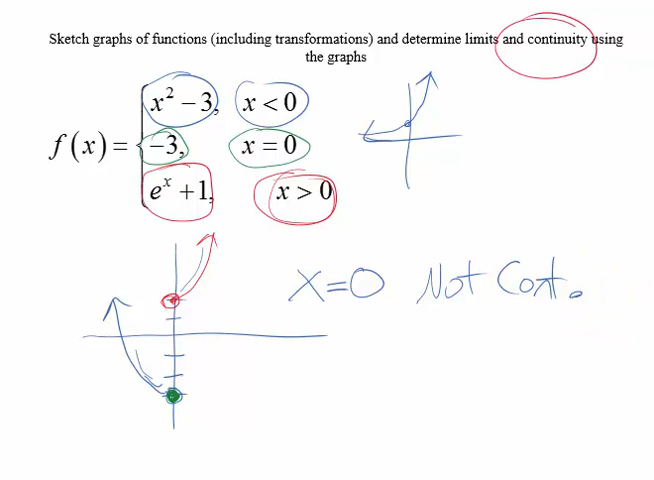 Sketch graphs of functions (including transformations) and determine limits and continuity using
the graphs
x² − 3, x < 0
f(x) = { −3, x = 0
eˣ + 1, x > 0
X=0 Not Cont.